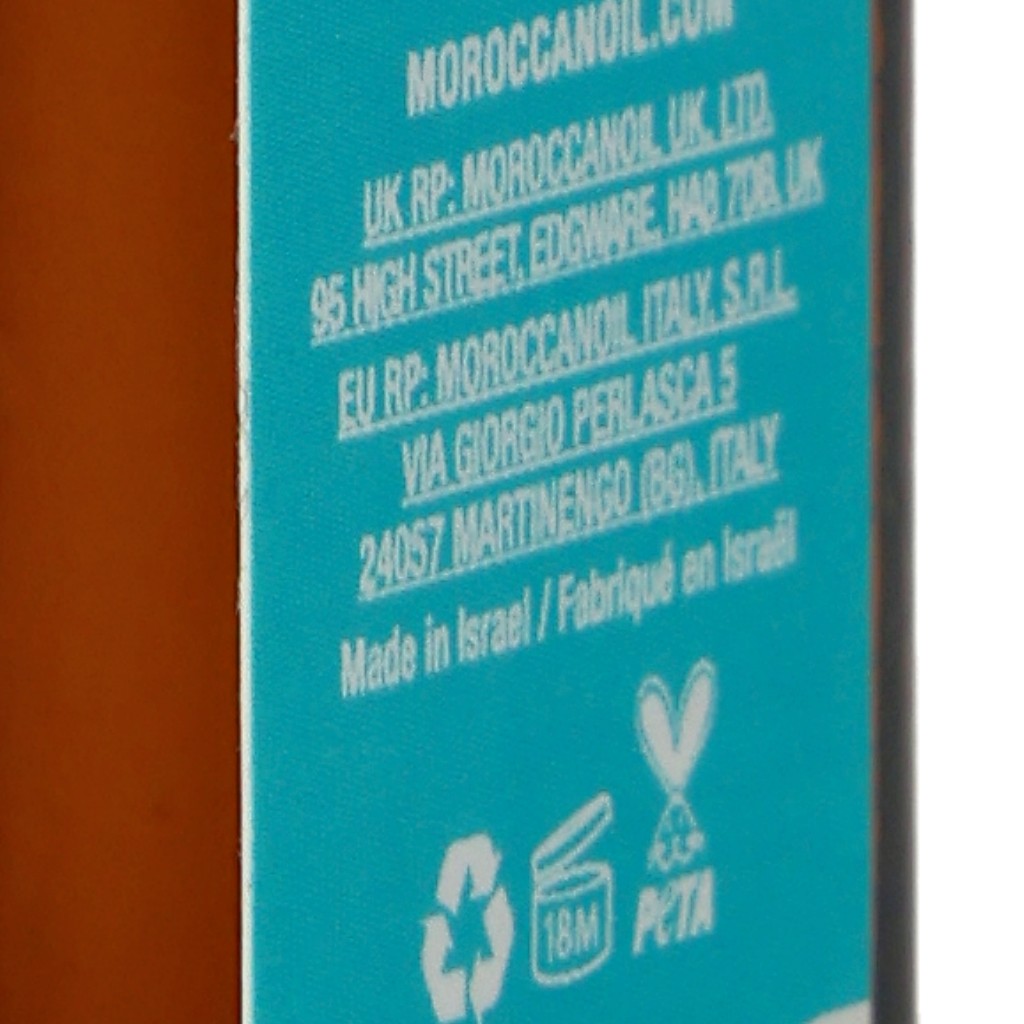 MOROCCANOIL.COM
UK RP: MOROCCANOIL UK, LTD.
95 HIGH STREET, EDGWARE, HA8 7DB, UK
EU RP: MOROCCANOIL ITALY, S.R.L.
VIA GIORGIO PERLASCA 5
24057 MARTINENGO (BG), ITALY
Made in Israel / Fabriqué en Israël
18M
PETA